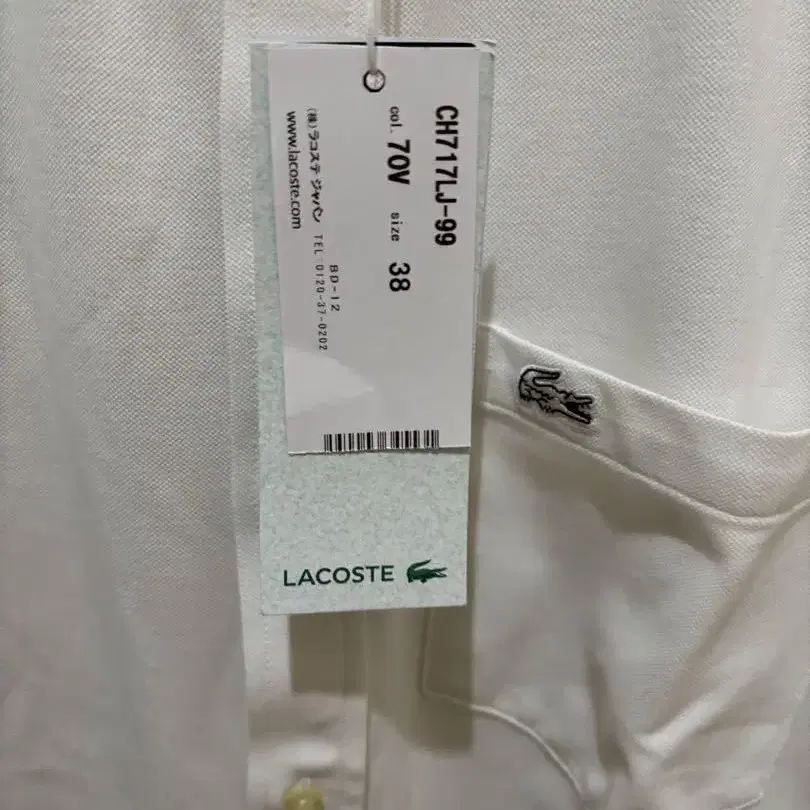 CH717LJ-99
col. 70V size 38
BD-12
(株)ラコステ ジャパン TEL:0120-37-0202
www.lacoste.com
LACOSTE